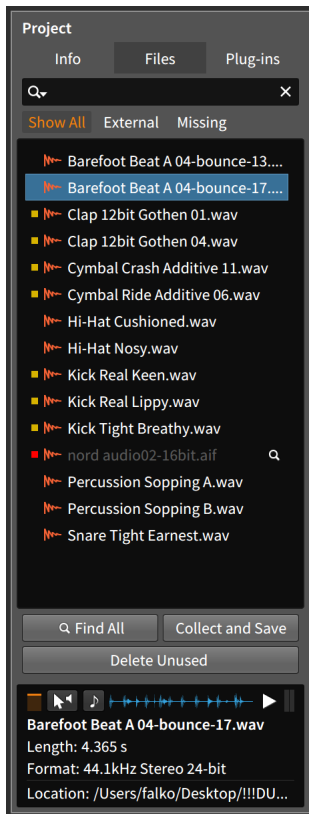 Project
Info Files Plug-ins
Show All External Missing
Barefoot Beat A 04-bounce-13....
Barefoot Beat A 04-bounce-17....
Clap 12bit Gothen 01.wav
Clap 12bit Gothen 04.wav
Cymbal Crash Additive 11.wav
Cymbal Ride Additive 06.wav
Hi-Hat Cushioned.wav
Hi-Hat Nosy.wav
Kick Real Keen.wav
Kick Real Lippy.wav
Kick Tight Breathy.wav
nord audio02-16bit.aif
Percussion Sopping A.wav
Percussion Sopping B.wav
Snare Tight Earnest.wav
Find All Collect and Save
Delete Unused
Barefoot Beat A 04-bounce-17.wav
Length: 4.365 s
Format: 44.1kHz Stereo 24-bit
Location: /Users/falko/Desktop/!!!DU...